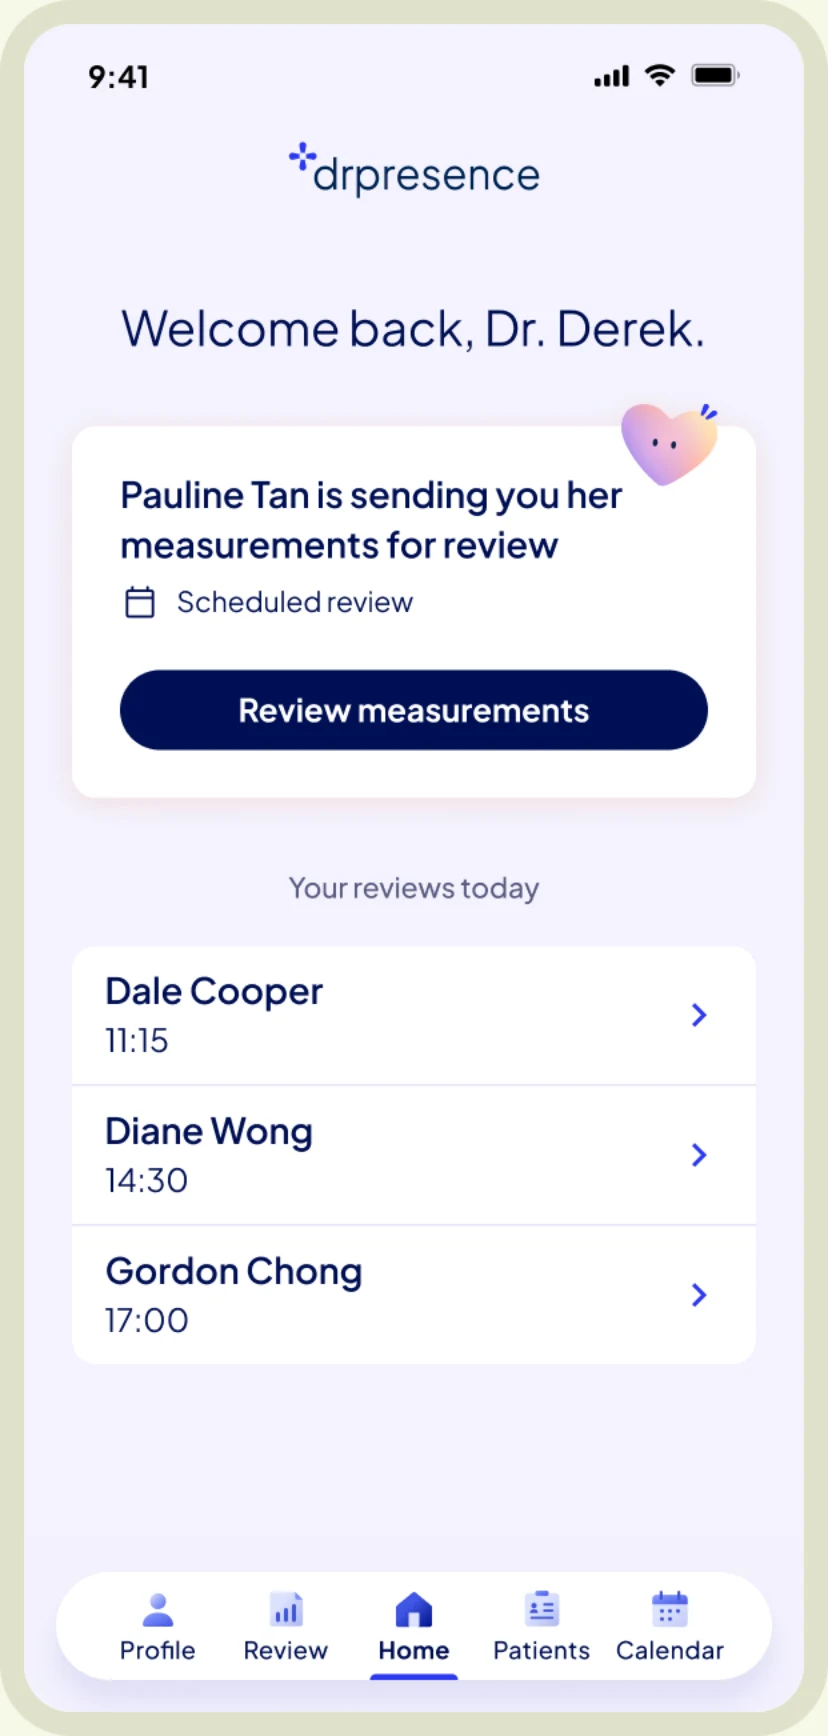 9:41
drpresence
Welcome back, Dr. Derek.
Pauline Tan is sending you her
measurements for review
Scheduled review
Review measurements
Your reviews today
Dale Cooper
11:15
Diane Wong
14:30
Gordon Chong
17:00
Profile
Review
Home
Patients
Calendar